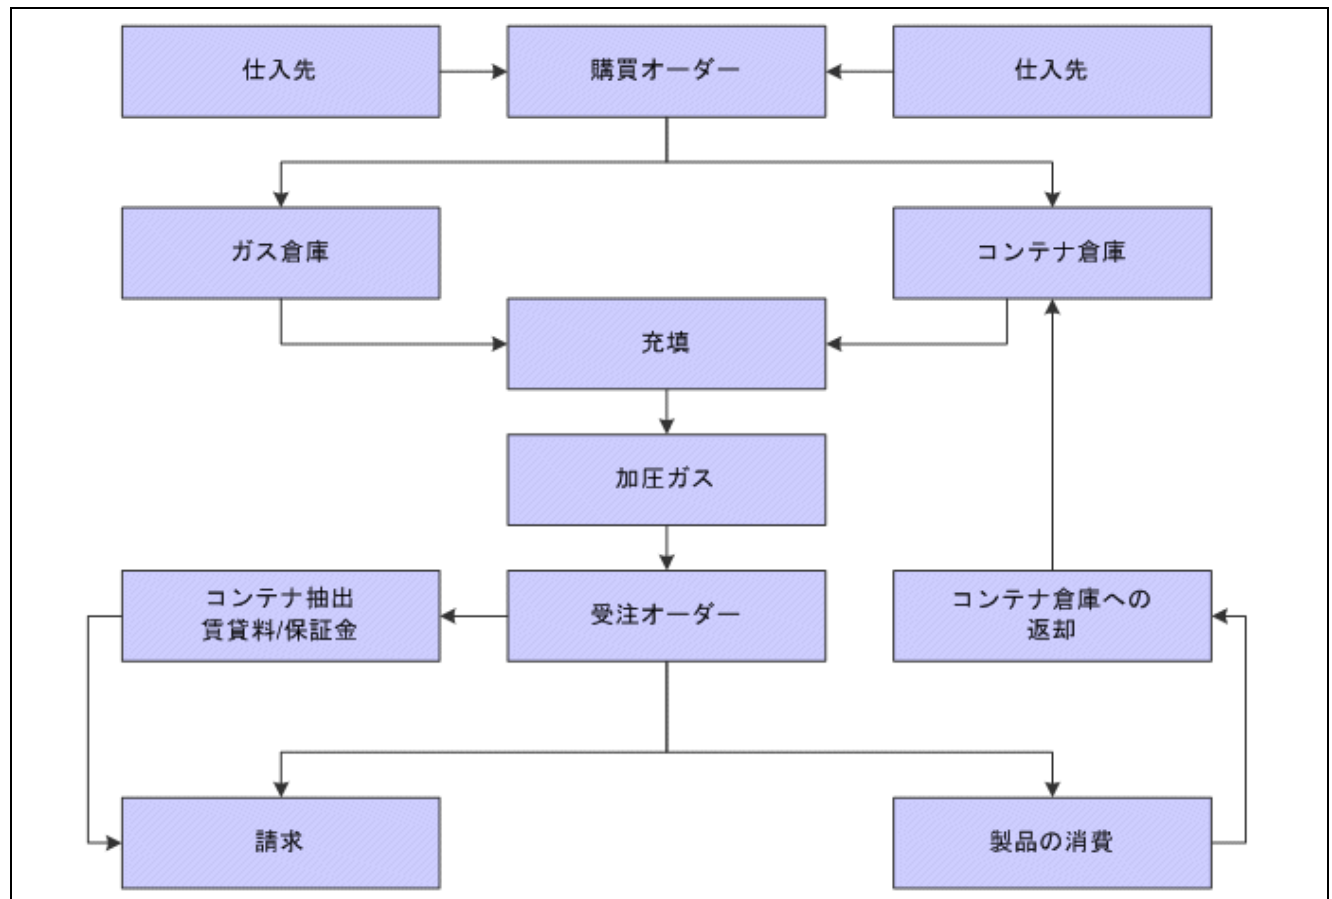 仕入先
購買オーダー
仕入先
ガス倉庫
コンテナ倉庫
充填
加圧ガス
コンテナ抽出
賃貸料/保証金
受注オーダー
コンテナ倉庫への
返却
請求
製品の消費